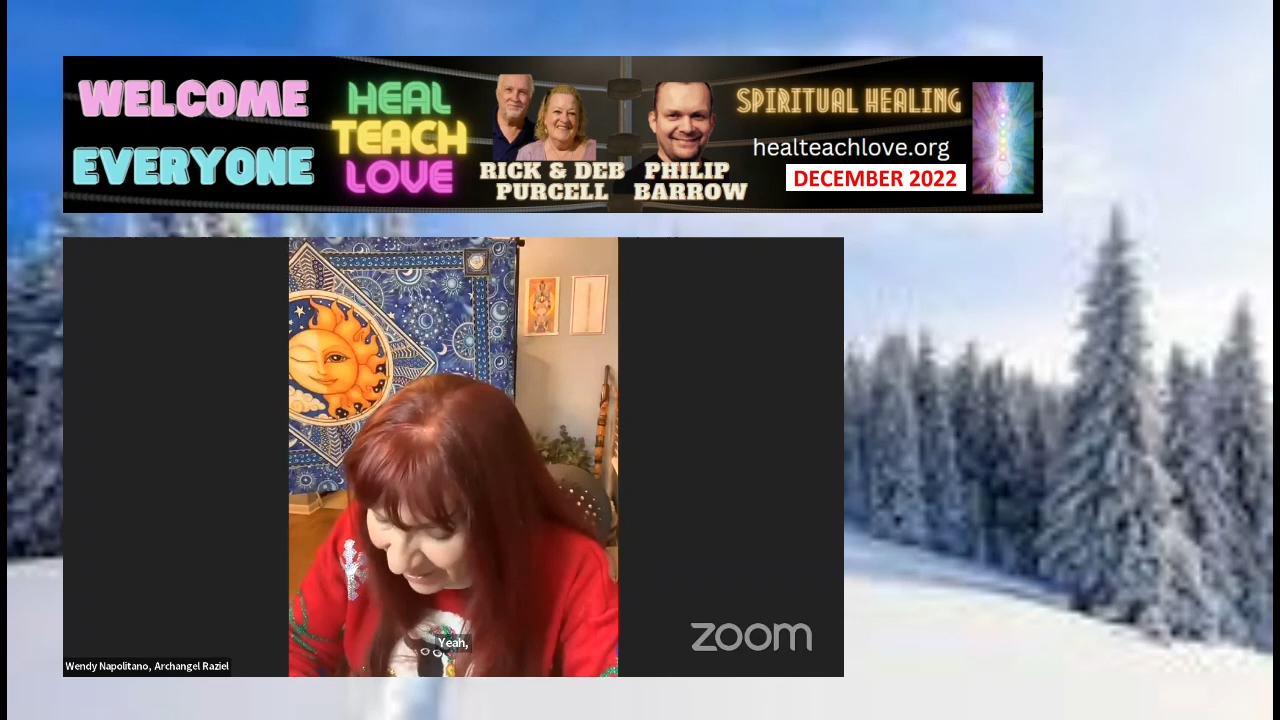 WELCOME
EVERYONE
HEAL
TEACH
LOVE
RICK & DEB
PURCELL
PHILIP
BARROW
SPIRITUAL HEALING
healteachlove.org
DECEMBER 2022
Yeah,
zoom
Wendy Napolitano, Archangel Raziel